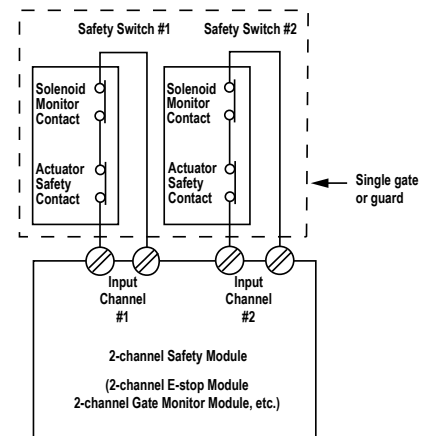 Safety Switch #1
Safety Switch #2
Solenoid
Monitor
Contact
Solenoid
Monitor
Contact
Actuator
Safety
Contact
Actuator
Safety
Contact
Single gate
or guard
Input
Channel
#1
Input
Channel
#2
2-channel Safety Module
(2-channel E-stop Module
2-channel Gate Monitor Module, etc.)